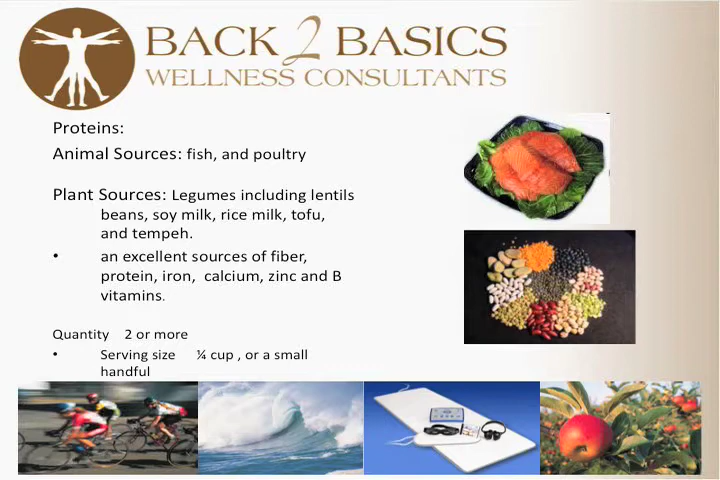 BACK 2 BASICS
WELLNESS CONSULTANTS
Proteins:
Animal Sources: fish, and poultry
Plant Sources: Legumes including lentils
beans, soy milk, rice milk, tofu,
and tempeh.
• an excellent sources of fiber,
protein, iron, calcium, zinc and B
vitamins.
Quantity 2 or more
• Serving size ¼ cup , or a small
handful